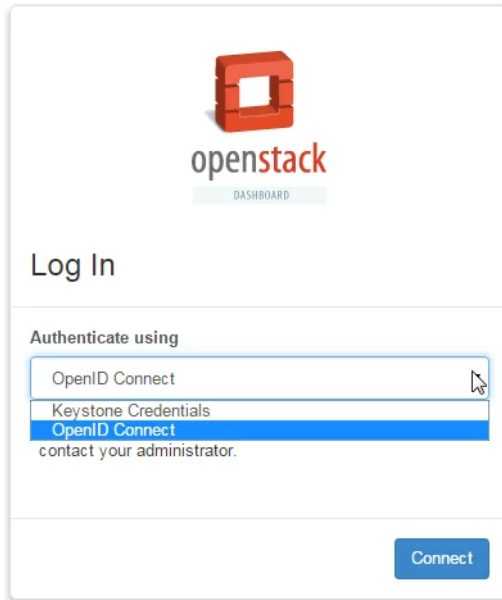 openstack
DASHBOARD
Log In
Authenticate using
OpenID Connect
Keystone Credentials
OpenID Connect
contact your administrator.
Connect